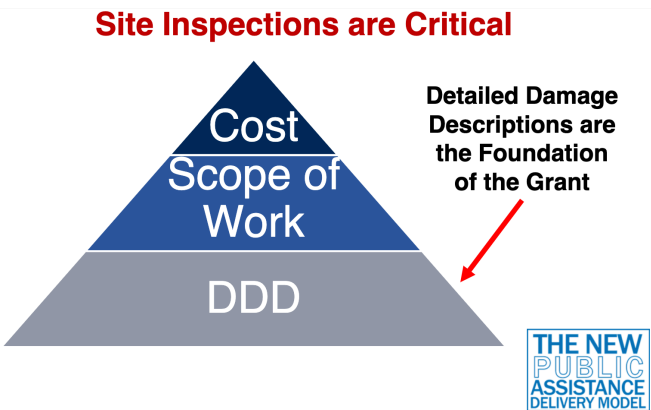 Site Inspections are Critical
Cost
Scope of
Work
DDD
Detailed Damage
Descriptions are
the Foundation
of the Grant
THE NEW
PUBLIC
ASSISTANCE
DELIVERY MODEL